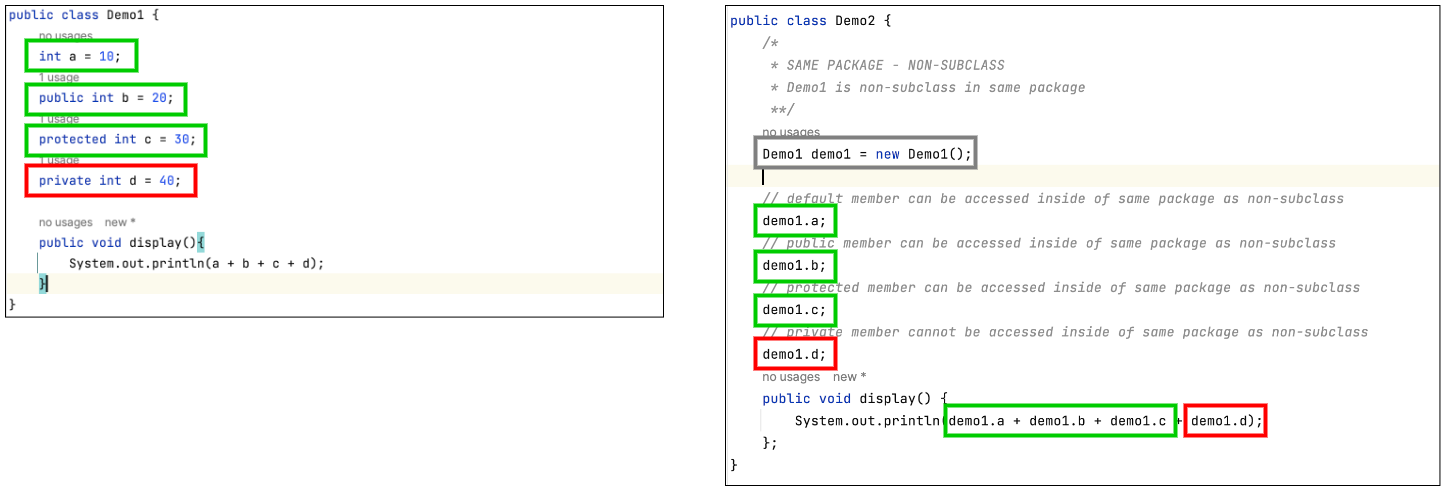 public class Demo1 {
no usages
int a = 10;
1 usage
public int b = 20;
1 usage
protected int c = 30;
1 usage
private int d = 40;
no usages new *
public void display(){
System.out.println(a + b + c + d);
}
}
public class Demo2 {
/*
* SAME PACKAGE - NON-SUBCLASS
* Demo1 is non-subclass in same package
**/
no usages
Demo1 demo1 = new Demo1();
// default member can be accessed inside of same package as non-subclass
demo1.a;
// public member can be accessed inside of same package as non-subclass
demo1.b;
// protected member can be accessed inside of same package as non-subclass
demo1.c;
// private member cannot be accessed inside of same package as non-subclass
demo1.d;
no usages new *
public void display() {
System.out.println(demo1.a + demo1.b + demo1.c + demo1.d);
};
}